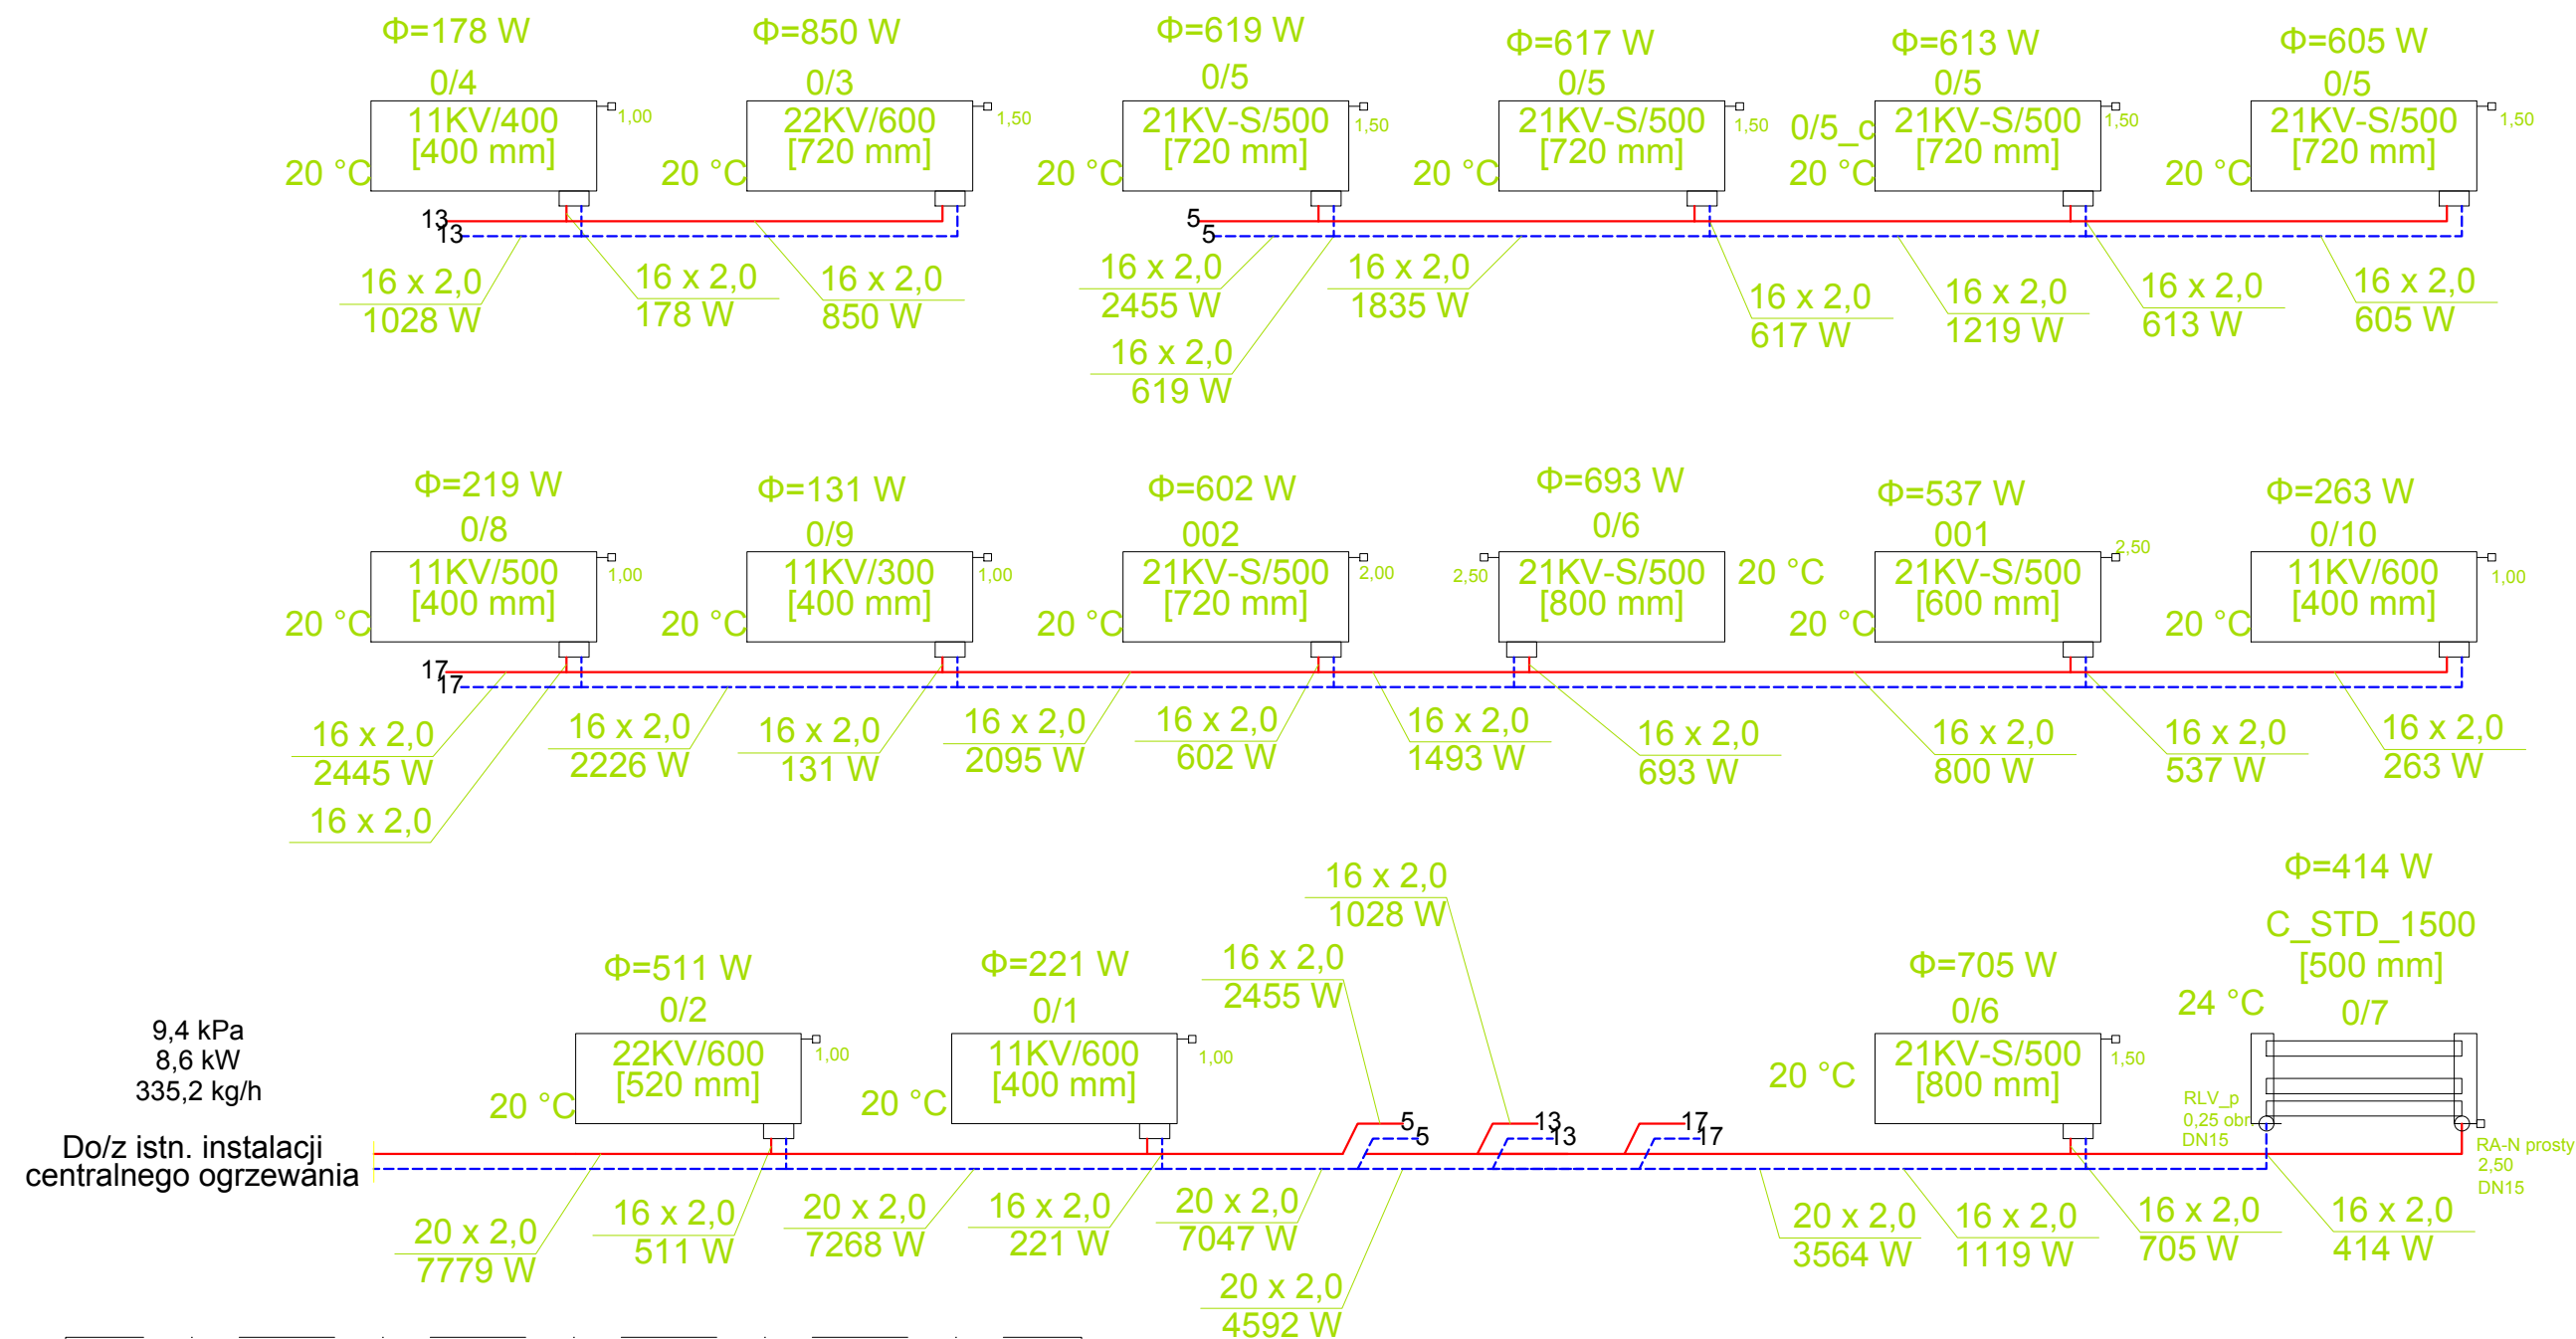 Φ=178 W
0/4
11KV/400
[400 mm]
1,00
20 °C
Φ=850 W
0/3
22KV/600
[720 mm]
1,50
20 °C
Φ=619 W
0/5
21KV-S/500
[720 mm]
1,50
20 °C
Φ=617 W
0/5
21KV-S/500
[720 mm]
1,50
20 °C
Φ=613 W
0/5
0/5_c
21KV-S/500
[720 mm]
1,50
20 °C
Φ=605 W
0/5
21KV-S/500
[720 mm]
1,50
20 °C
13
13
5
5
16 x 2,0
1028 W
16 x 2,0
178 W
16 x 2,0
850 W
16 x 2,0
2455 W
16 x 2,0
619 W
16 x 2,0
1835 W
16 x 2,0
617 W
16 x 2,0
1219 W
16 x 2,0
613 W
16 x 2,0
605 W
Φ=219 W
0/8
11KV/500
[400 mm]
1,00
20 °C
Φ=131 W
0/9
11KV/300
[400 mm]
1,00
20 °C
Φ=602 W
002
21KV-S/500
[720 mm]
2,00
20 °C
Φ=693 W
0/6
2,50
21KV-S/500
[800 mm]
20 °C
Φ=537 W
001
21KV-S/500
[600 mm]
2,50
20 °C
Φ=263 W
0/10
11KV/600
[400 mm]
1,00
20 °C
17
17
16 x 2,0
2445 W
16 x 2,0
16 x 2,0
2226 W
16 x 2,0
131 W
16 x 2,0
2095 W
16 x 2,0
602 W
16 x 2,0
1493 W
16 x 2,0
693 W
16 x 2,0
800 W
16 x 2,0
537 W
16 x 2,0
263 W
9,4 kPa
8,6 kW
335,2 kg/h
Do/z istn. instalacji
centralnego ogrzewania
Φ=511 W
0/2
22KV/600
[520 mm]
1,00
20 °C
Φ=221 W
0/1
11KV/600
[400 mm]
1,00
20 °C
16 x 2,0
2455 W
16 x 2,0
1028 W
5
5
13
13
17
17
Φ=705 W
0/6
21KV-S/500
[800 mm]
1,50
20 °C
Φ=414 W
C_STD_1500
[500 mm]
24 °C
0/7
RLV_p
0,25 obr
DN15
RA-N prosty
2,50
DN15
20 x 2,0
7779 W
16 x 2,0
511 W
20 x 2,0
7268 W
16 x 2,0
221 W
20 x 2,0
7047 W
20 x 2,0
4592 W
20 x 2,0
3564 W
16 x 2,0
1119 W
16 x 2,0
705 W
16 x 2,0
414 W